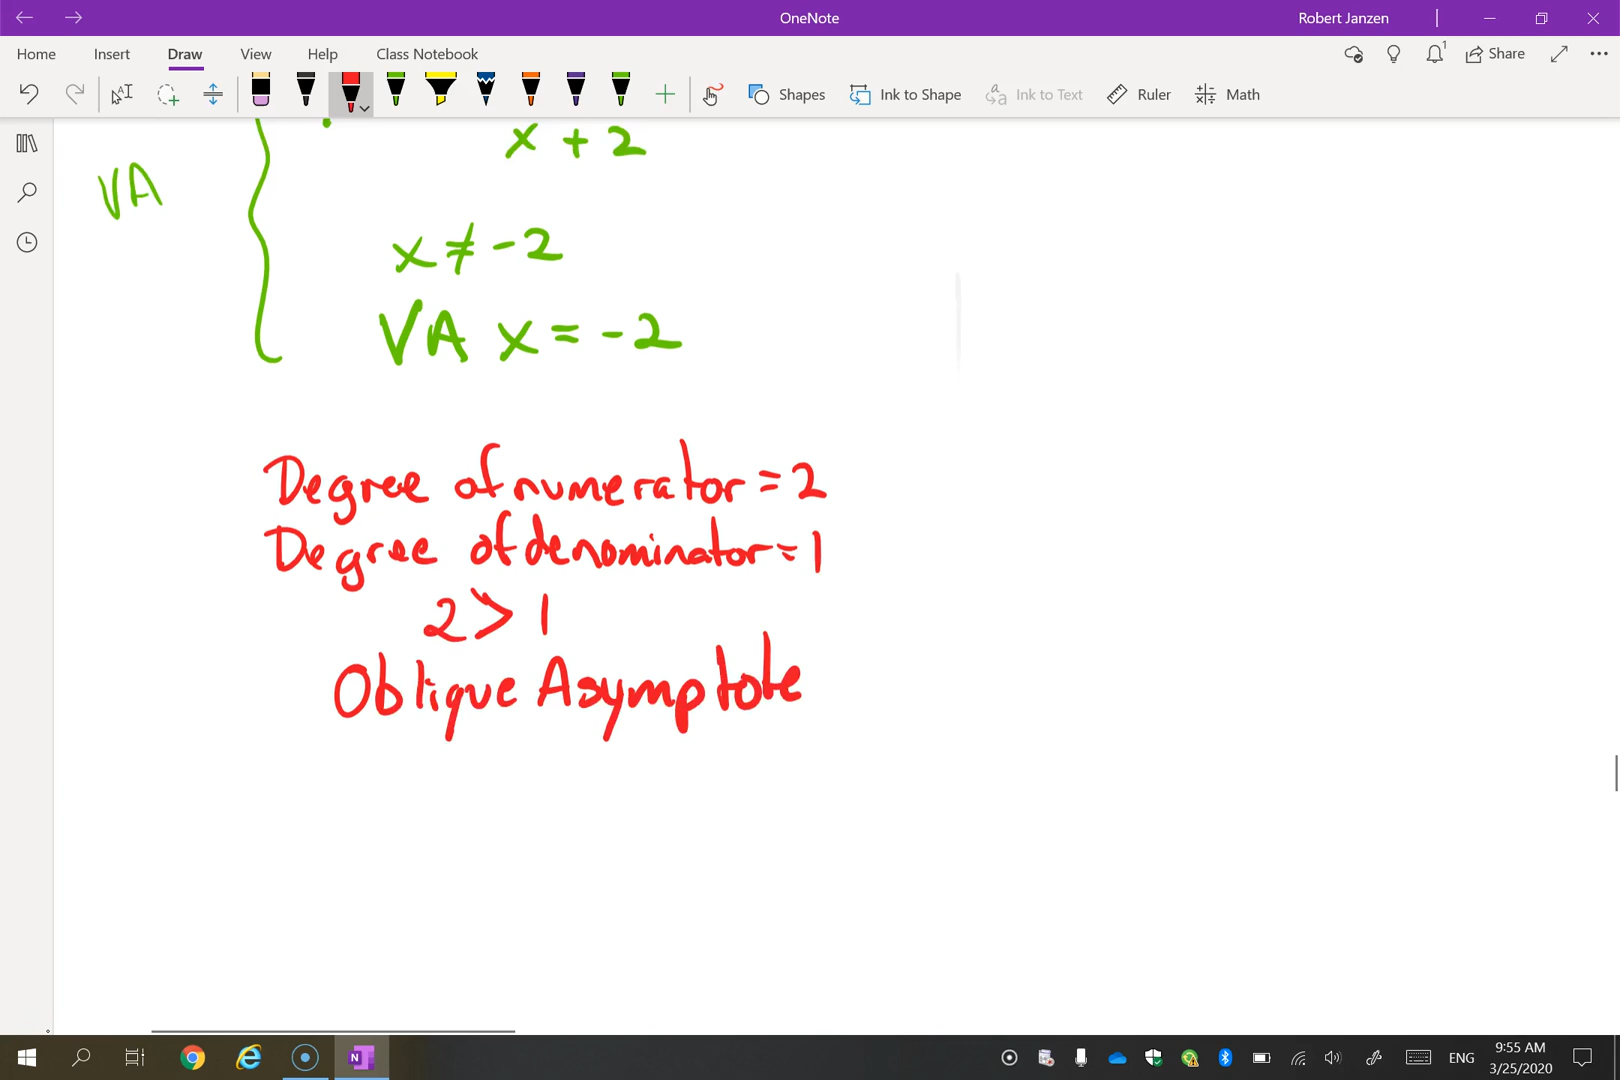 OneNote
Robert Janzen
Home Insert Draw View Help Class Notebook
1
Share
Shapes Ink to Shape Ink to Text Ruler Math
x + 2
VA
x ≠ -2
VA x = -2
Degree of numerator = 2
Degree of denominator = 1
2 > 1
Oblique Asymptote
ENG
9:55 AM
3/25/2020